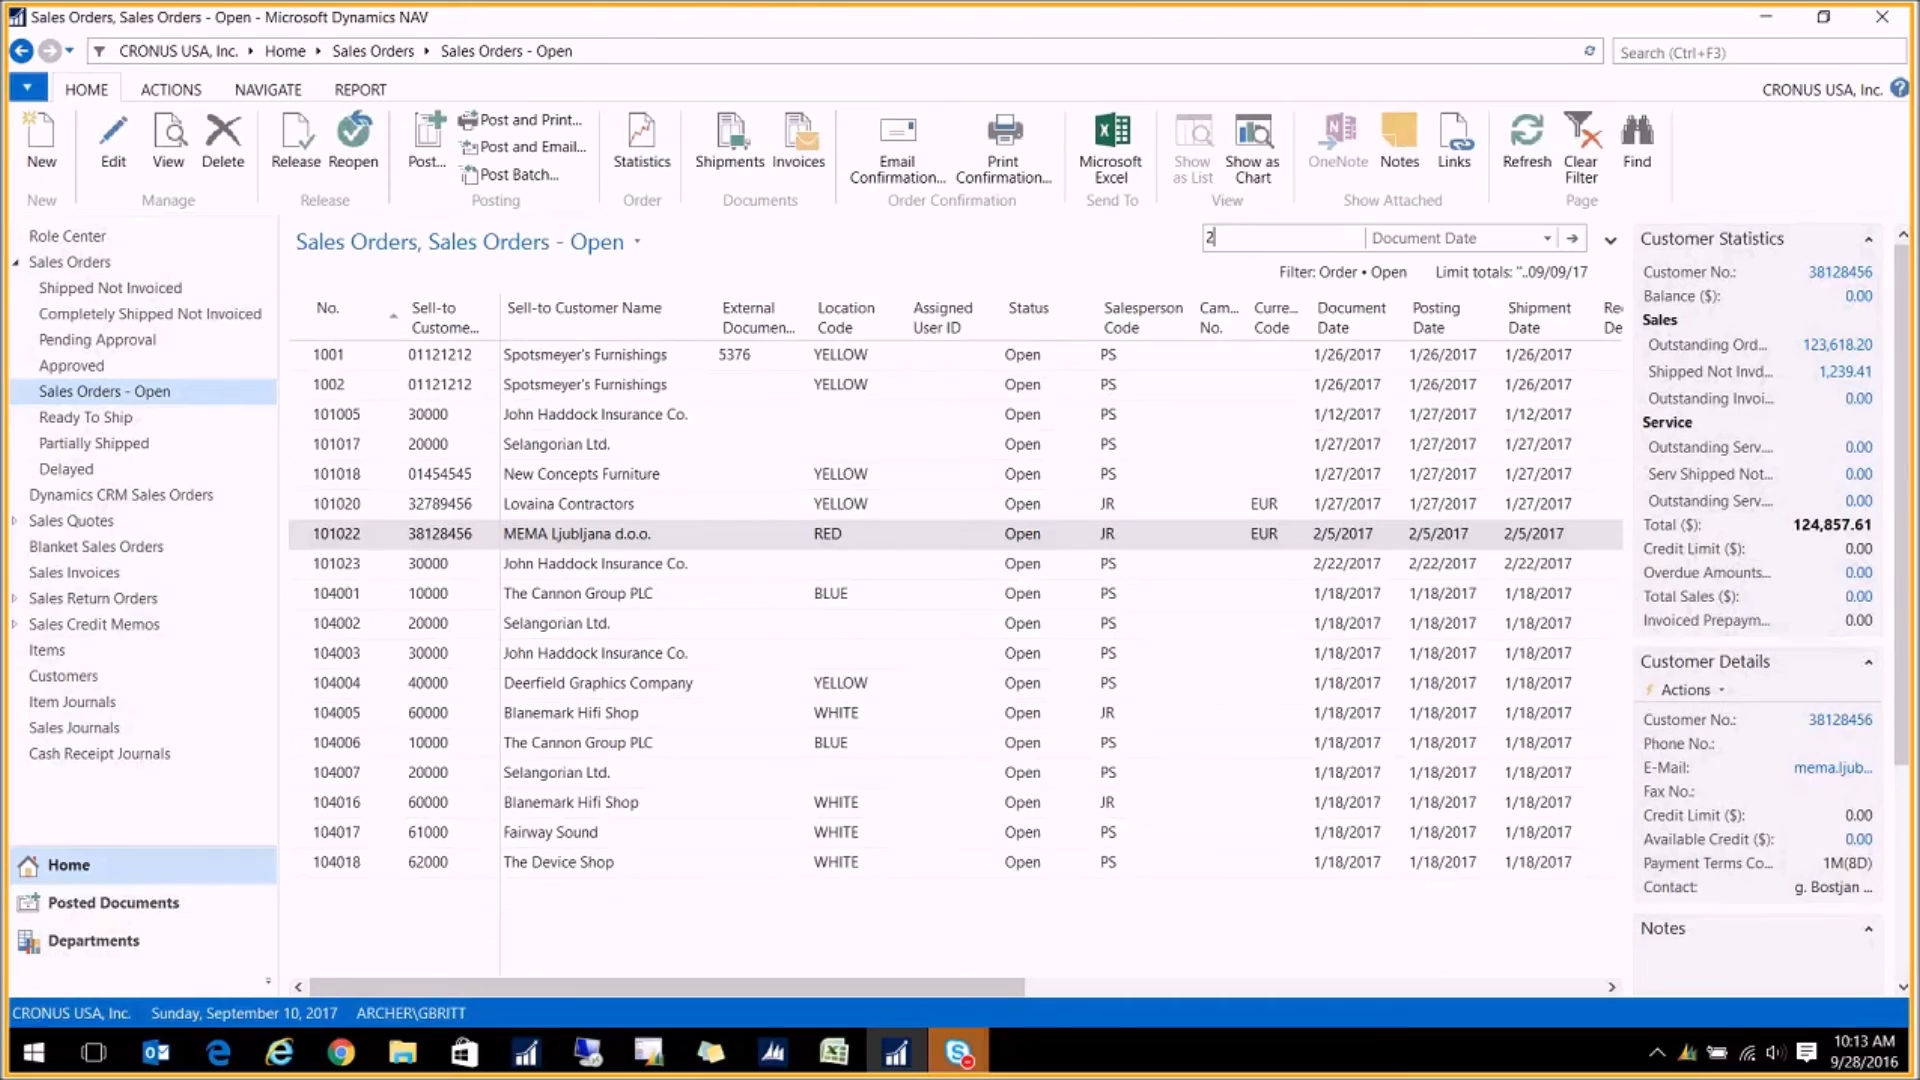 Sales Orders, Sales Orders - Open - Microsoft Dynamics NAV
CRONUS USA, Inc. Home Sales Orders Sales Orders - Open
Search (Ctrl+F3)
HOME ACTIONS NAVIGATE REPORT
CRONUS USA, Inc.
New Edit View Delete Release Reopen Post...
Post and Print...
Post and Email...
Post Batch...
Statistics Shipments Invoices
Email Confirmation...
Print Confirmation...
Microsoft Excel
Show as List
Show as Chart
OneNote Notes Links Refresh
Clear Filter
Find
New Manage Release Posting Order Documents Order Confirmation Send To View Show Attached Page
Role Center
Sales Orders
Shipped Not Invoiced
Completely Shipped Not Invoiced
Pending Approval
Approved
Sales Orders - Open
Ready To Ship
Partially Shipped
Delayed
Dynamics CRM Sales Orders
Sales Quotes
Blanket Sales Orders
Sales Invoices
Sales Return Orders
Sales Credit Memos
Items
Customers
Item Journals
Sales Journals
Cash Receipt Journals
Home
Posted Documents
Departments
Sales Orders, Sales Orders - Open
2 Document Date
Filter: Order • Open Limit totals: ''..09/09/17
No. Sell-to Custome... Sell-to Customer Name External Documen... Location Code Assigned User ID Status Salesperson Code Cam... No. Curre... Code Document Date Posting Date Shipment Date Re De
1001 01121212 Spotsmeyer's Furnishings 5376 YELLOW Open PS 1/26/2017 1/26/2017 1/26/2017
1002 01121212 Spotsmeyer's Furnishings YELLOW Open PS 1/26/2017 1/26/2017 1/26/2017
101005 30000 John Haddock Insurance Co. Open PS 1/12/2017 1/27/2017 1/12/2017
101017 20000 Selangorian Ltd. Open PS 1/27/2017 1/27/2017 1/27/2017
101018 01454545 New Concepts Furniture YELLOW Open PS 1/27/2017 1/27/2017 1/27/2017
101020 32789456 Lovaina Contractors YELLOW Open JR EUR 1/27/2017 1/27/2017 1/27/2017
101022 38128456 MEMA Ljubljana d.o.o. RED Open JR EUR 2/5/2017 2/5/2017 2/5/2017
101023 30000 John Haddock Insurance Co. Open PS 2/22/2017 2/22/2017 2/22/2017
104001 10000 The Cannon Group PLC BLUE Open PS 1/18/2017 1/18/2017 1/18/2017
104002 20000 Selangorian Ltd. Open PS 1/18/2017 1/18/2017 1/18/2017
104003 30000 John Haddock Insurance Co. Open PS 1/18/2017 1/18/2017 1/18/2017
104004 40000 Deerfield Graphics Company YELLOW Open PS 1/18/2017 1/18/2017 1/18/2017
104005 60000 Blanemark Hifi Shop WHITE Open JR 1/18/2017 1/18/2017 1/18/2017
104006 10000 The Cannon Group PLC BLUE Open PS 1/18/2017 1/18/2017 1/18/2017
104007 20000 Selangorian Ltd. Open PS 1/18/2017 1/18/2017 1/18/2017
104016 60000 Blanemark Hifi Shop WHITE Open JR 1/18/2017 1/18/2017 1/18/2017
104017 61000 Fairway Sound WHITE Open PS 1/18/2017 1/18/2017 1/18/2017
104018 62000 The Device Shop WHITE Open PS 1/18/2017 1/18/2017 1/18/2017
Customer Statistics
Customer No.: 38128456
Balance ($): 0.00
Sales
Outstanding Ord... 123,618.20
Shipped Not Invd... 1,239.41
Outstanding Invoi... 0.00
Service
Outstanding Serv.... 0.00
Serv Shipped Not... 0.00
Outstanding Serv.... 0.00
Total ($): 124,857.61
Credit Limit ($): 0.00
Overdue Amounts... 0.00
Total Sales ($): 0.00
Invoiced Prepaym... 0.00
Customer Details
Actions
Customer No.: 38128456
Phone No.:
E-Mail: mema.ljub...
Fax No.:
Credit Limit ($): 0.00
Available Credit ($): 0.00
Payment Terms Co... 1M(8D)
Contact: g. Bostjan ...
Notes
CRONUS USA, Inc. Sunday, September 10, 2017 ARCHER\GBRITT
10:13 AM
9/28/2016